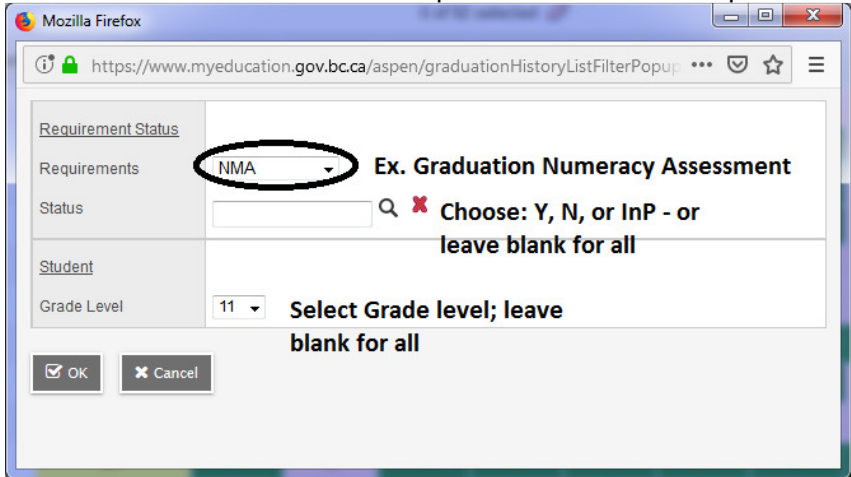 Mozilla Firefox
https://www.myeducation.gov.bc.ca/aspen/graduationHistoryListFilterPopup
Requirement Status
Requirements NMA Ex. Graduation Numeracy Assessment
Status Choose: Y, N, or InP - or
leave blank for all
Student
Grade Level 11 Select Grade level; leave
blank for all
OK Cancel